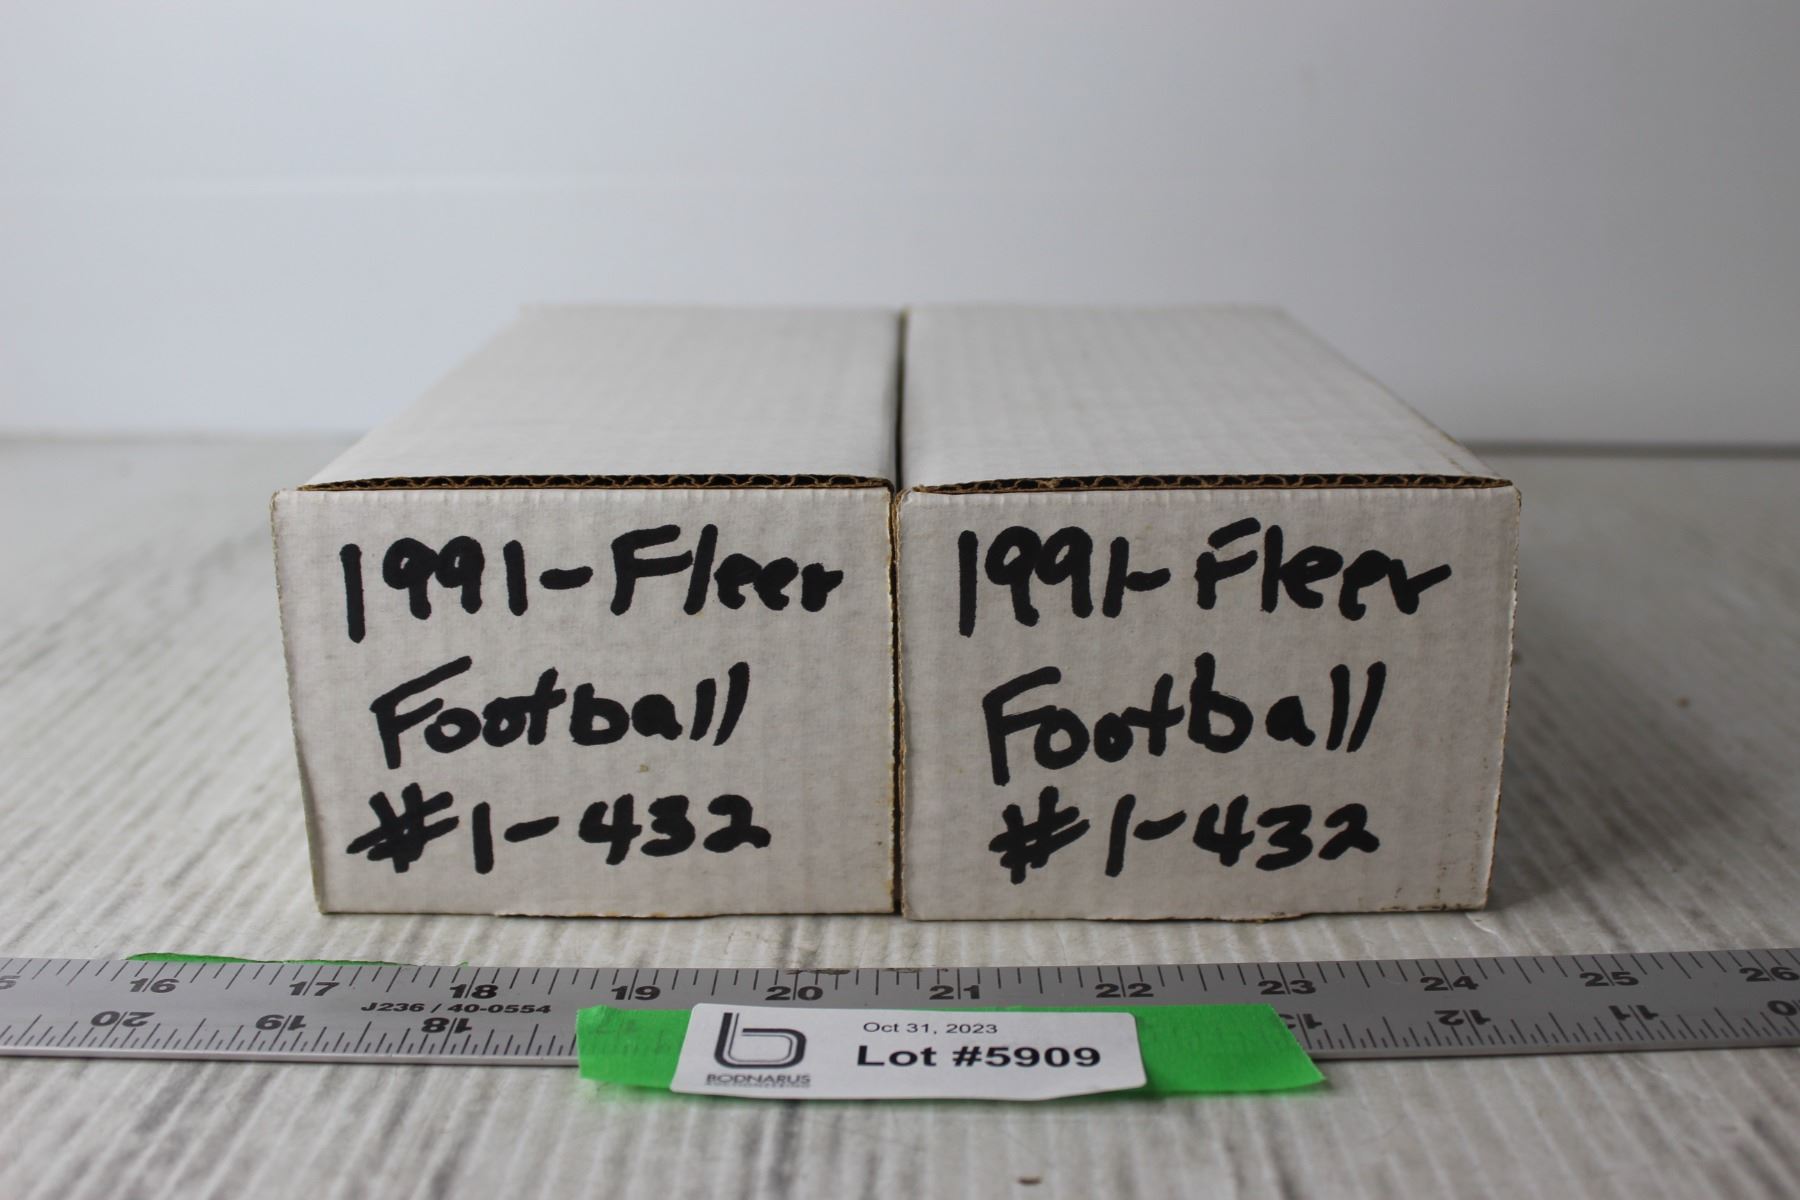 1991-Fleer
Football
#1-432
1991-Fleer
Football
#1-432
16 17 18 19 20 21 22 23 24 25 26
J236 / 40-0554
20 19 18 12 11
Oct 31, 2023
Lot #5909
BODNARUS
AUCTIONEERING